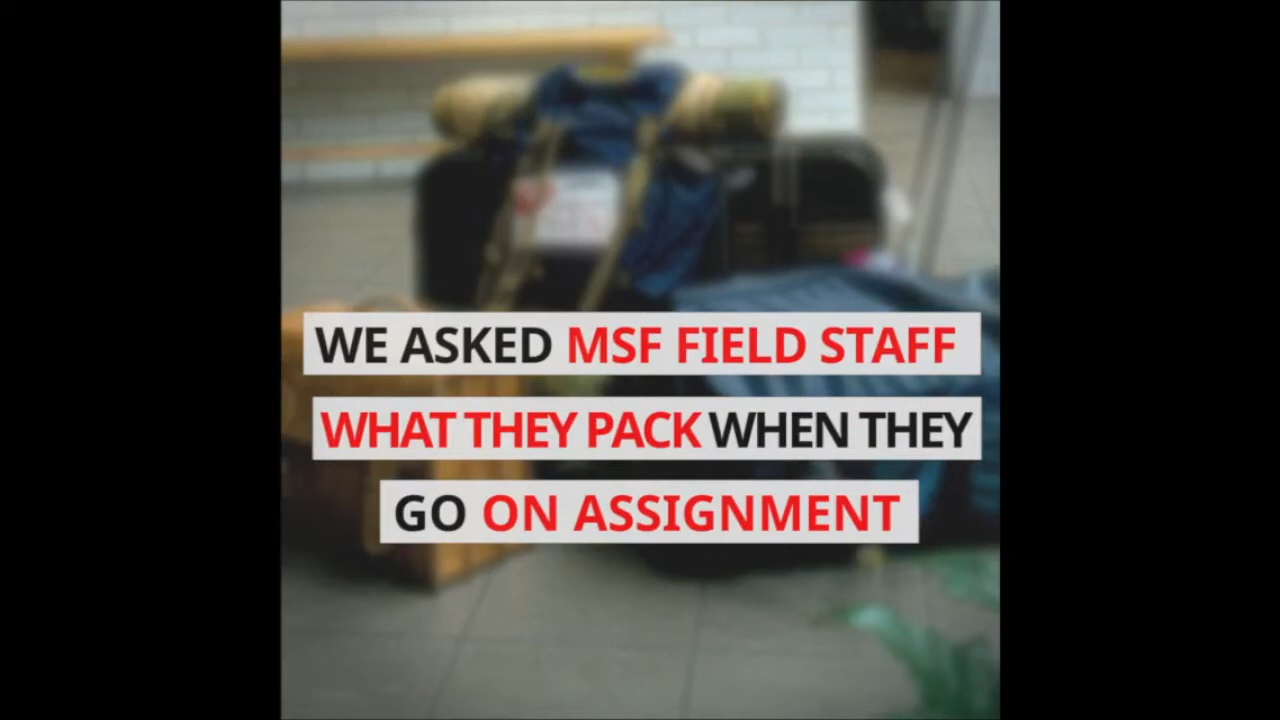 WE ASKED MSF FIELD STAFF
WHAT THEY PACK WHEN THEY
GO ON ASSIGNMENT